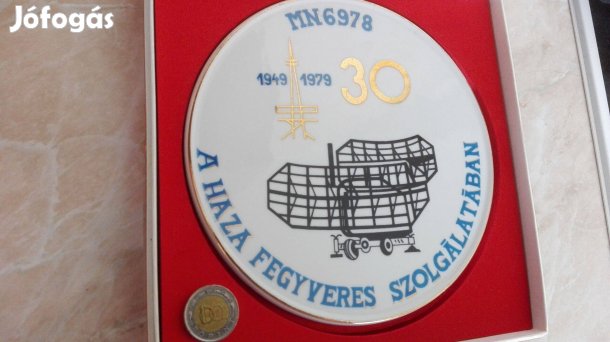 Jófogás
MN6978
1949 1979 30
A HAZA FEGYVERES SZOLGÁLATÁBAN